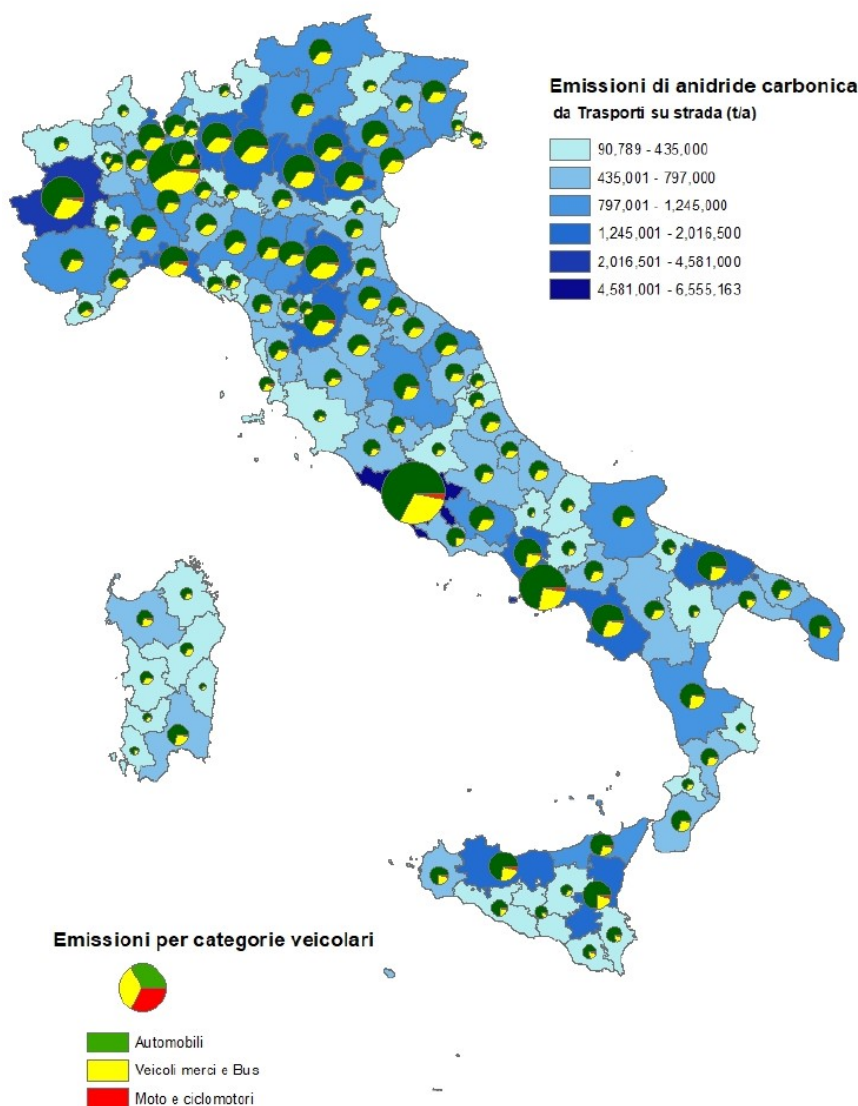 Emissioni di anidride carbonica
da Trasporti su strada (t/a)
90,789 - 435,000
435,001 - 797,000
797,001 - 1,245,000
1,245,001 - 2,016,500
2,016,501 - 4,581,000
4,581,001 - 6,555,163
Emissioni per categorie veicolari
Automobili
Veicoli merci e Bus
Moto e ciclomotori